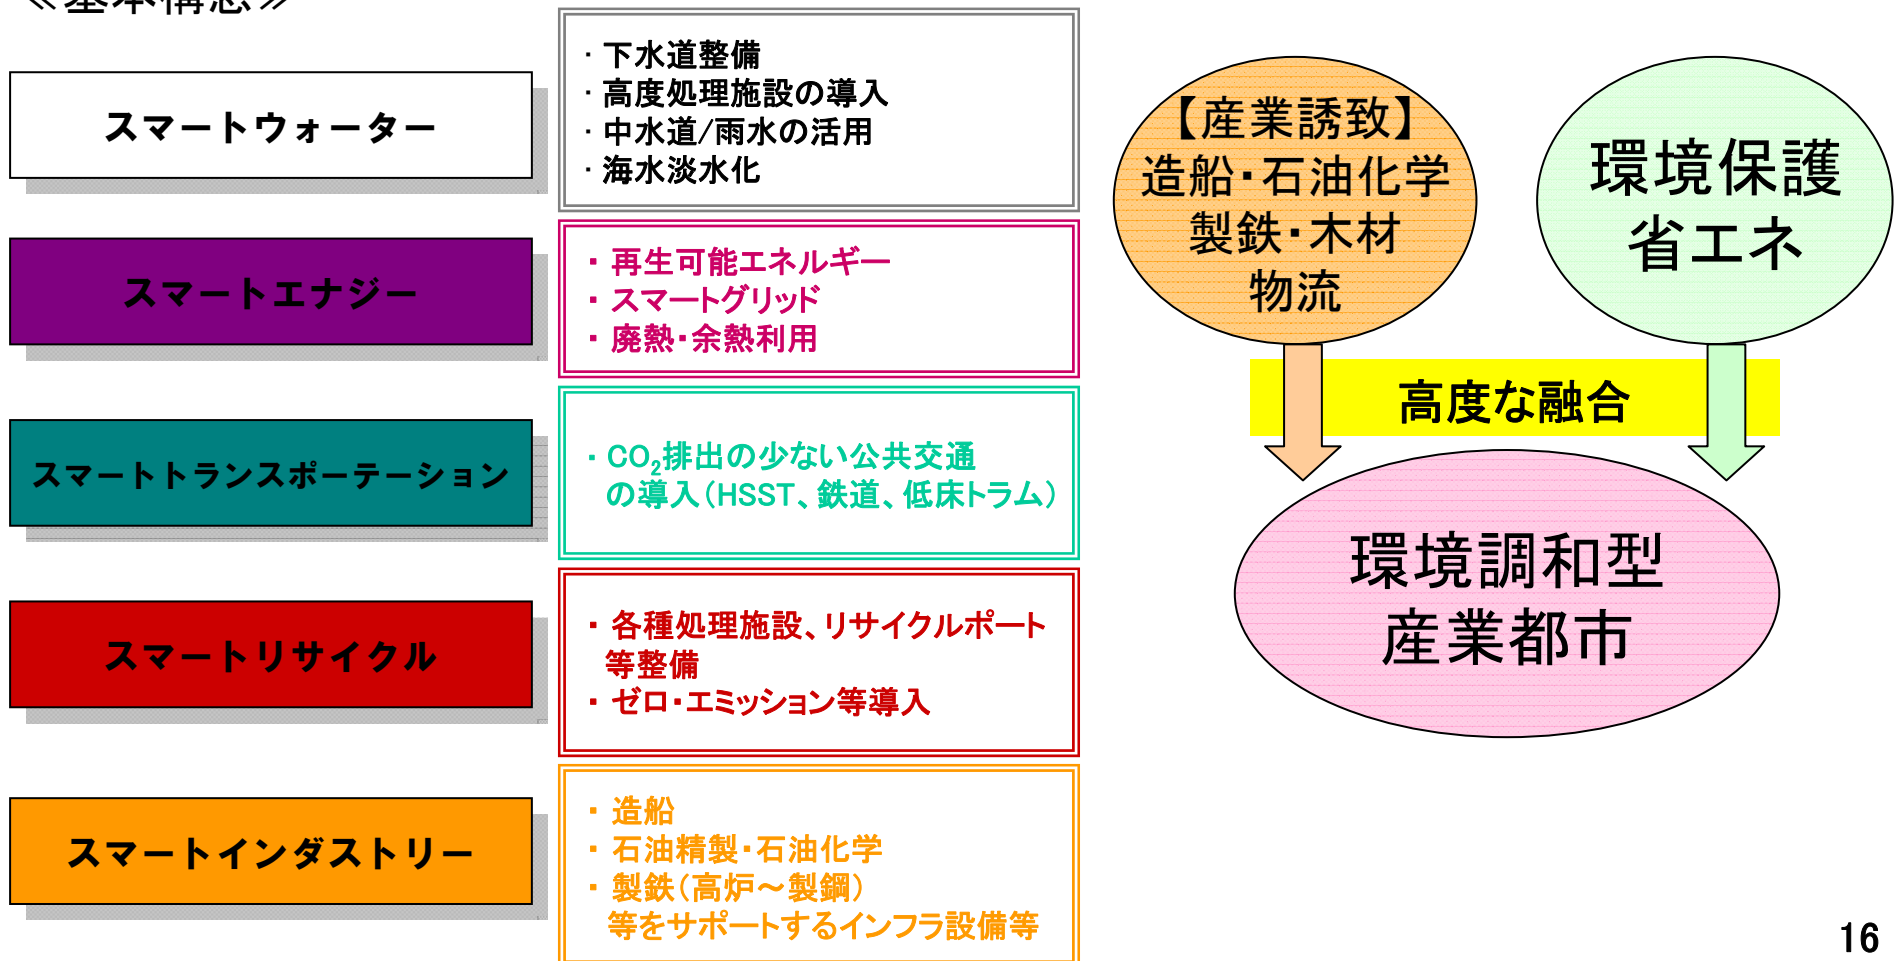 ≪基本構想≫
スマートウォーター
・下水道整備
・高度処理施設の導入
・中水道/雨水の活用
・海水淡水化
スマートエナジー
・再生可能エネルギー
・スマートグリッド
・廃熱・余熱利用
スマートトランスポーテーション
・CO2排出の少ない公共交通
の導入(HSST、鉄道、低床トラム)
スマートリサイクル
・各種処理施設、リサイクルポート
等整備
・ゼロ・エミッション等導入
スマートインダストリー
・造船
・石油精製・石油化学
・製鉄(高炉～製鋼)
等をサポートするインフラ設備等
【産業誘致】
造船・石油化学
製鉄・木材
物流
環境保護
省エネ
高度な融合
環境調和型
産業都市
16